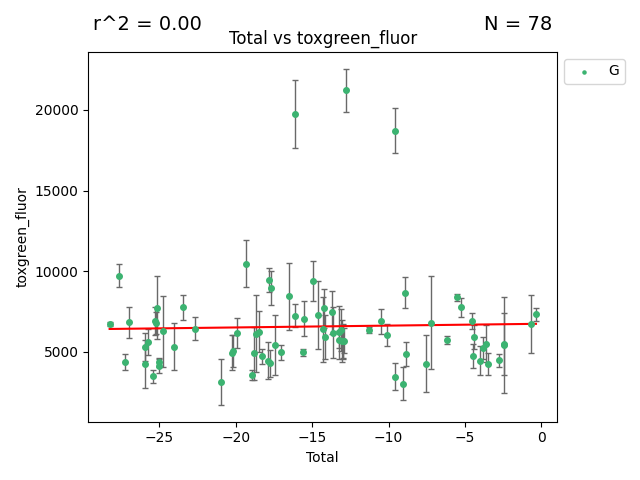 r^2 = 0.00
N = 78
Total vs toxgreen_fluor
G
toxgreen_fluor
20000
15000
10000
5000
−25
−20
−15
−10
−5
0
Total